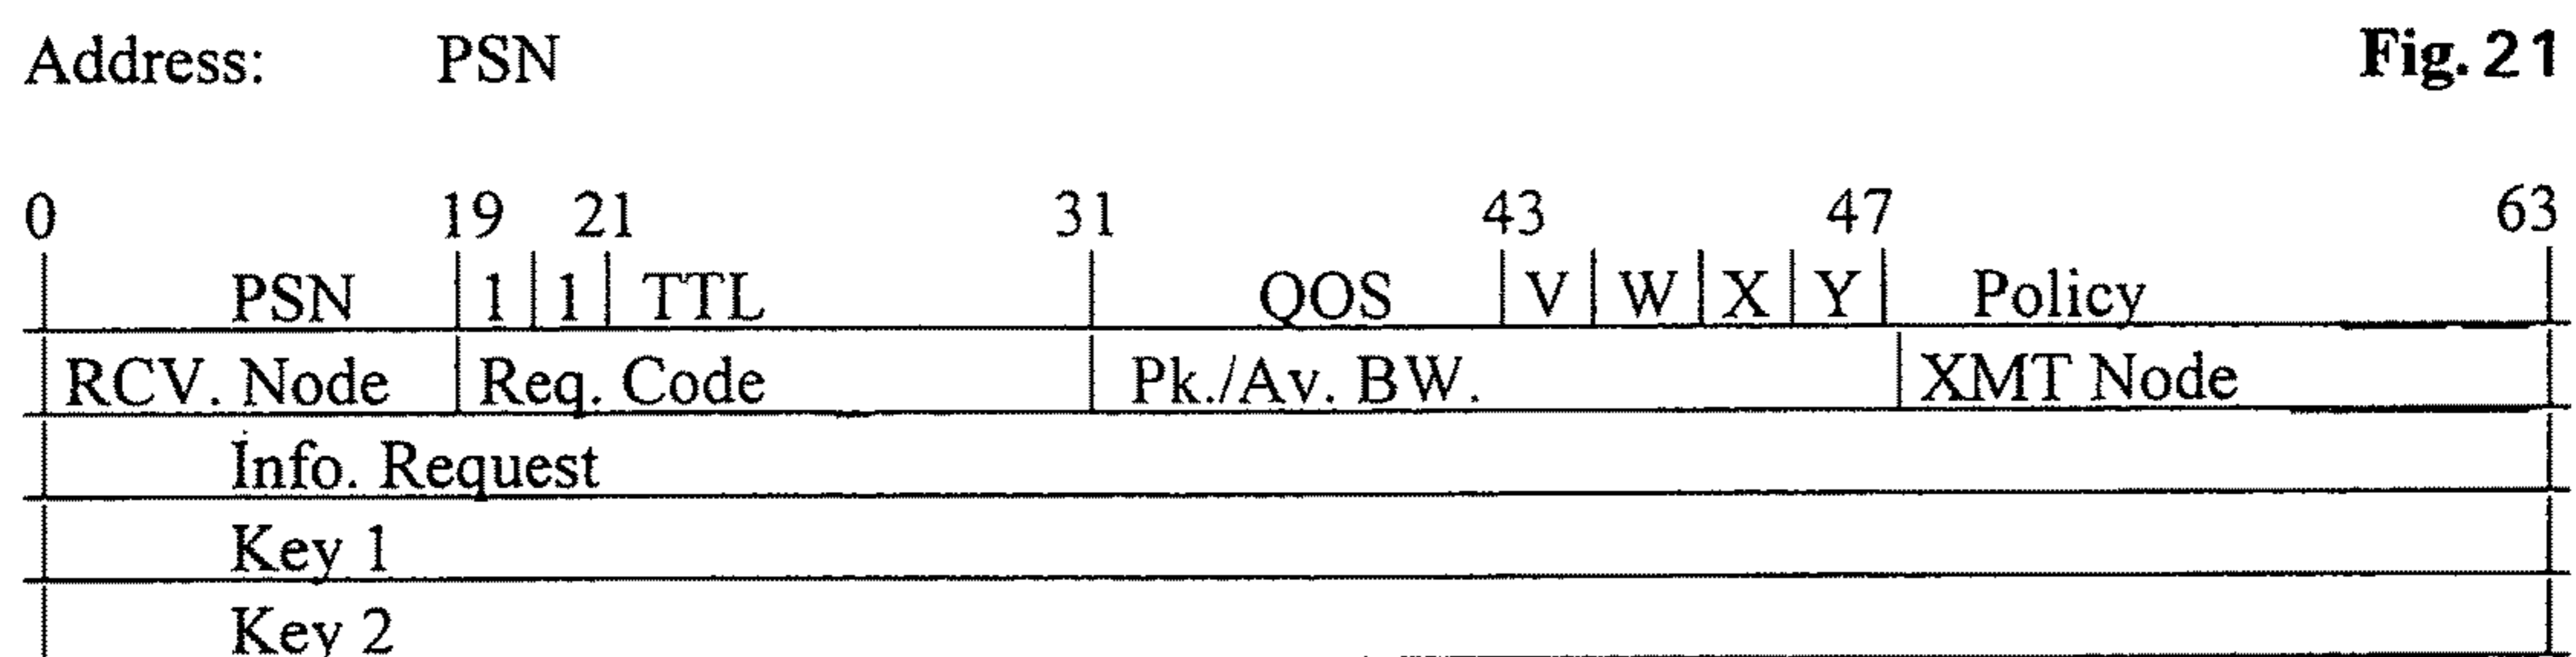 Address: PSN Fig. 21
0 19 21 31 43 47 63
PSN 1 1 TTL QOS V W X Y Policy
RCV. Node Req. Code Pk./Av. BW. XMT Node
Info. Request
Key 1
Key 2